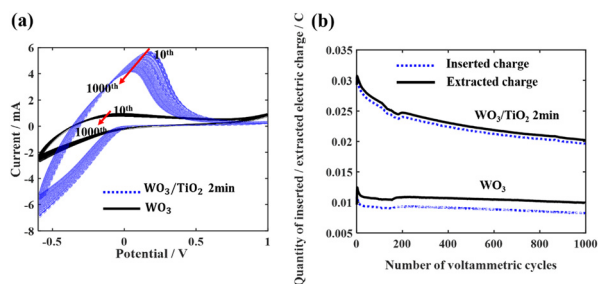 (a)
6
4
2
0
-2
-4
-6
-8
Current / mA
10th
1000th
10th
1000th
WO3/TiO2 2min
WO3
-0.5
0
0.5
1
Potential / V
(b)
Quantity of inserted / extracted electric charge / C
0.035
0.03
0.025
0.02
0.015
0.01
0.005
Inserted charge
Extracted charge
WO3/TiO2 2min
WO3
0
200
400
600
800
1000
Number of voltammetric cycles